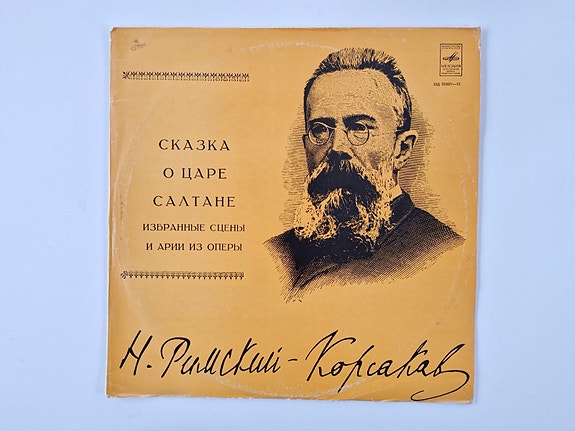 СКАЗКА
О ЦАРЕ
САЛТАНЕ
ИЗБРАННЫЕ СЦЕНЫ
И АРИИ ИЗ ОПЕРЫ
Н. Римский-Корсаков